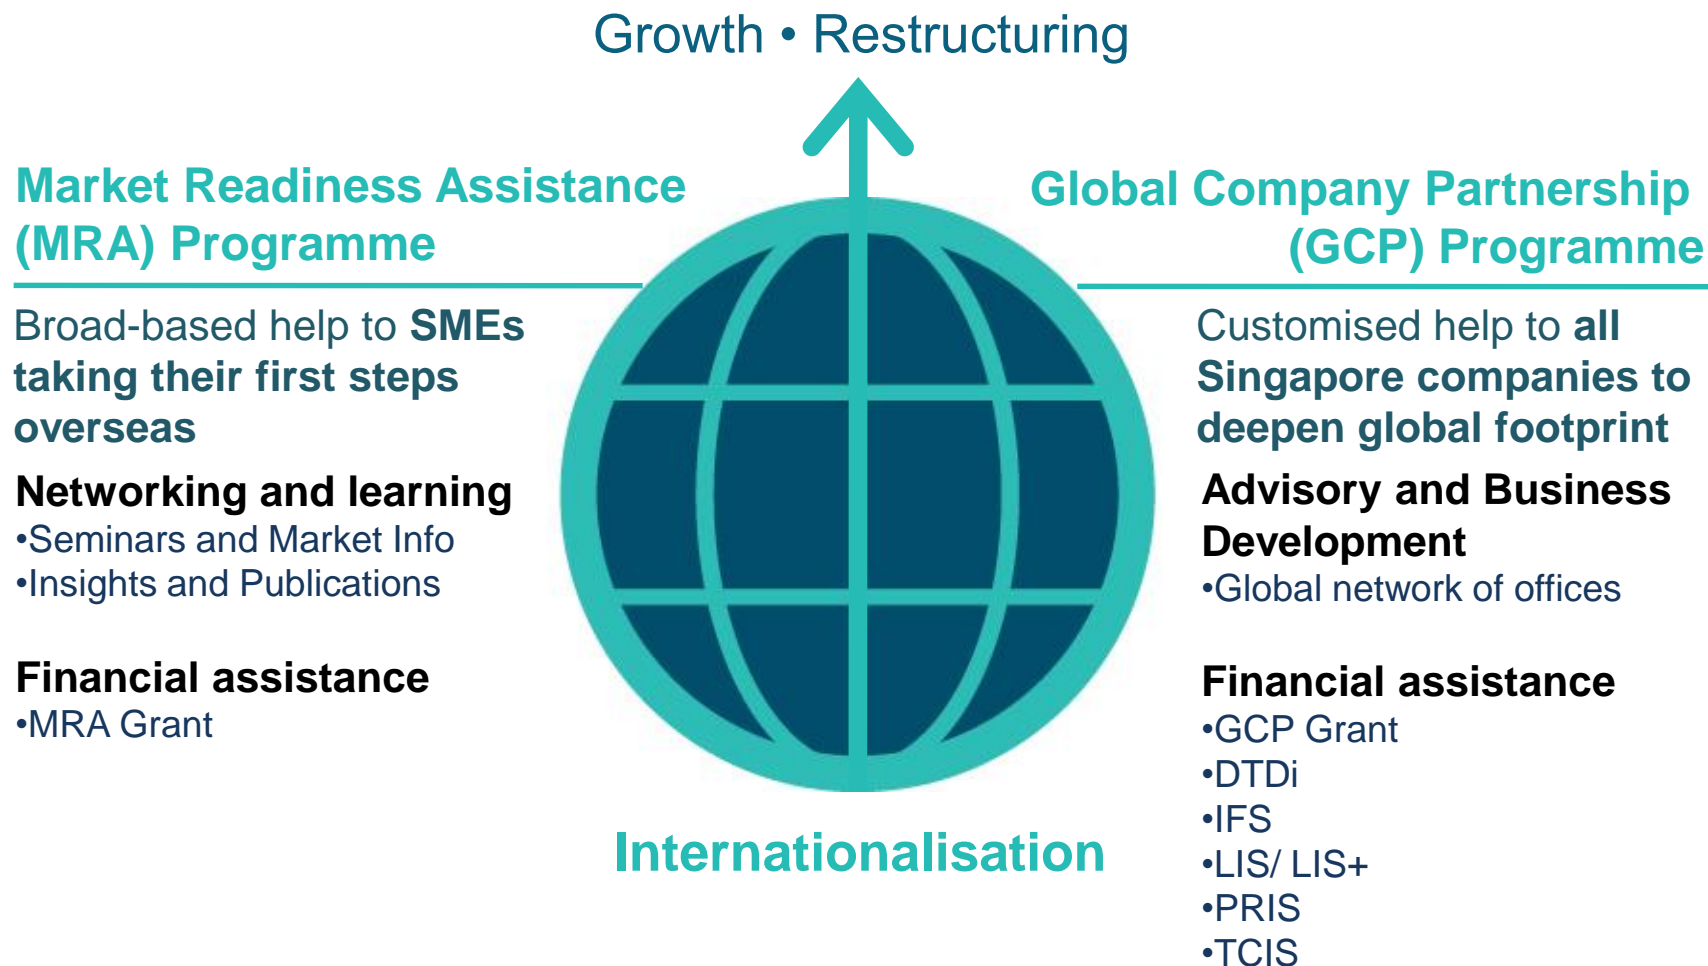 Growth • Restructuring
Market Readiness Assistance
(MRA) Programme
Broad-based help to SMEs
taking their first steps
overseas
Networking and learning
•Seminars and Market Info
•Insights and Publications
Financial assistance
•MRA Grant
Internationalisation
Global Company Partnership
(GCP) Programme
Customised help to all
Singapore companies to
deepen global footprint
Advisory and Business
Development
•Global network of offices
Financial assistance
•GCP Grant
•DTDi
•IFS
•LIS/ LIS+
•PRIS
•TCIS